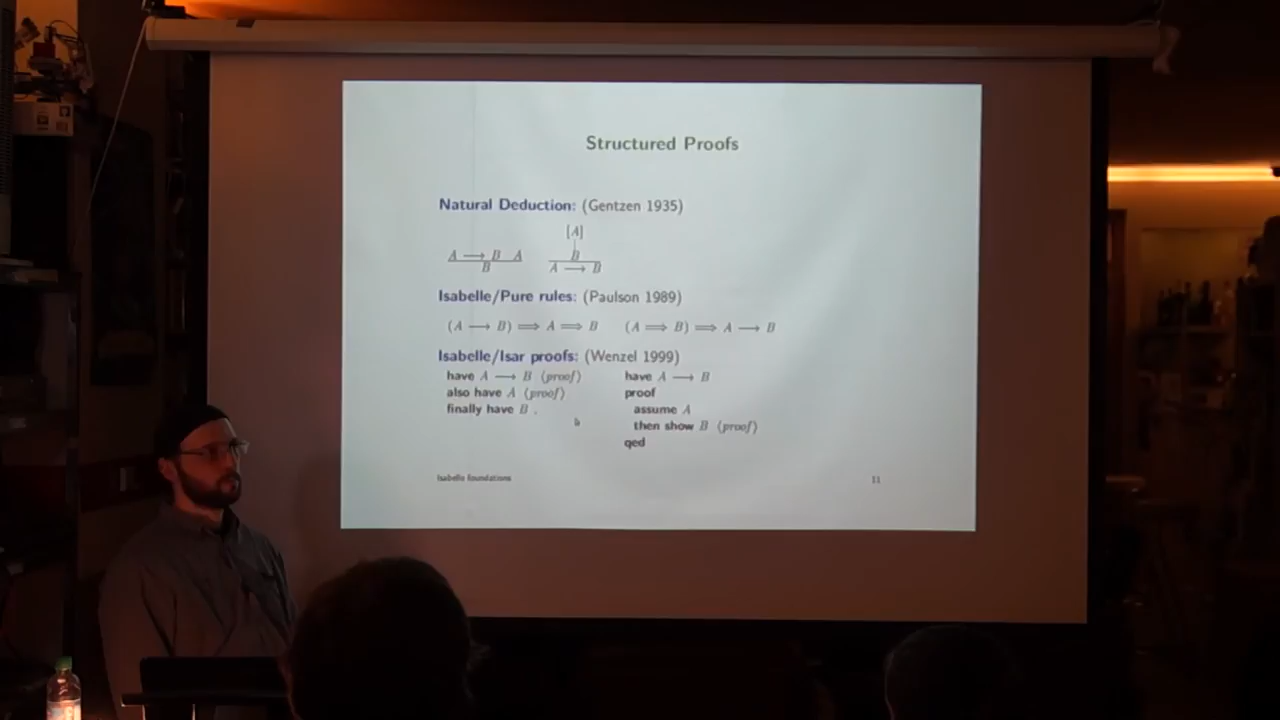 Structured Proofs
Natural Deduction: (Gentzen 1935)
[A]
A ⟶ B A B
B A ⟶ B
Isabelle/Pure rules: (Paulson 1989)
(A ⟶ B) ⟹ A ⟹ B (A ⟹ B) ⟹ A ⟶ B
Isabelle/Isar proofs: (Wenzel 1999)
have A ⟶ B ⟨proof⟩ have A ⟶ B
also have A ⟨proof⟩ proof
finally have B . assume A
then show B ⟨proof⟩
qed
Isabelle foundations 11